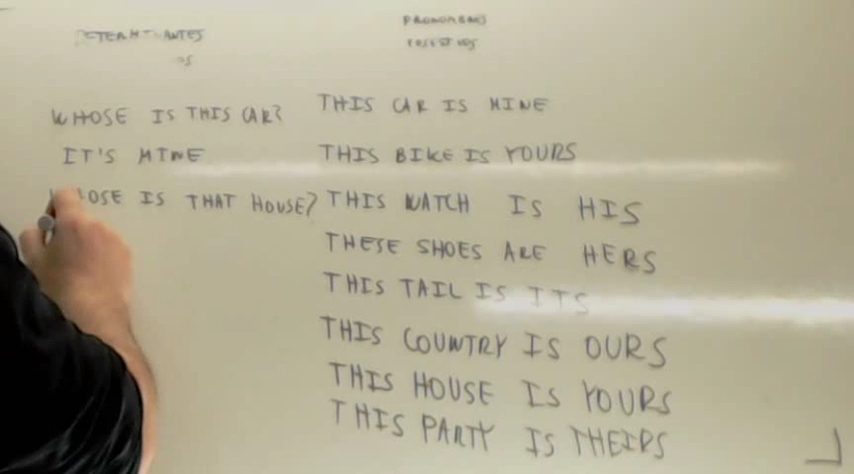 PRONOMBRES
WHOSE IS THIS CAR?
IT'S MINE
IS THAT HOUSE?
THIS CAR IS MINE
THIS BIKE IS YOURS
THIS WATCH IS HIS
THESE SHOES ARE HERS
THIS TAIL IS ITS
THIS COUNTRY IS OURS
THIS HOUSE IS YOURS
THIS PARTY IS THEIRS